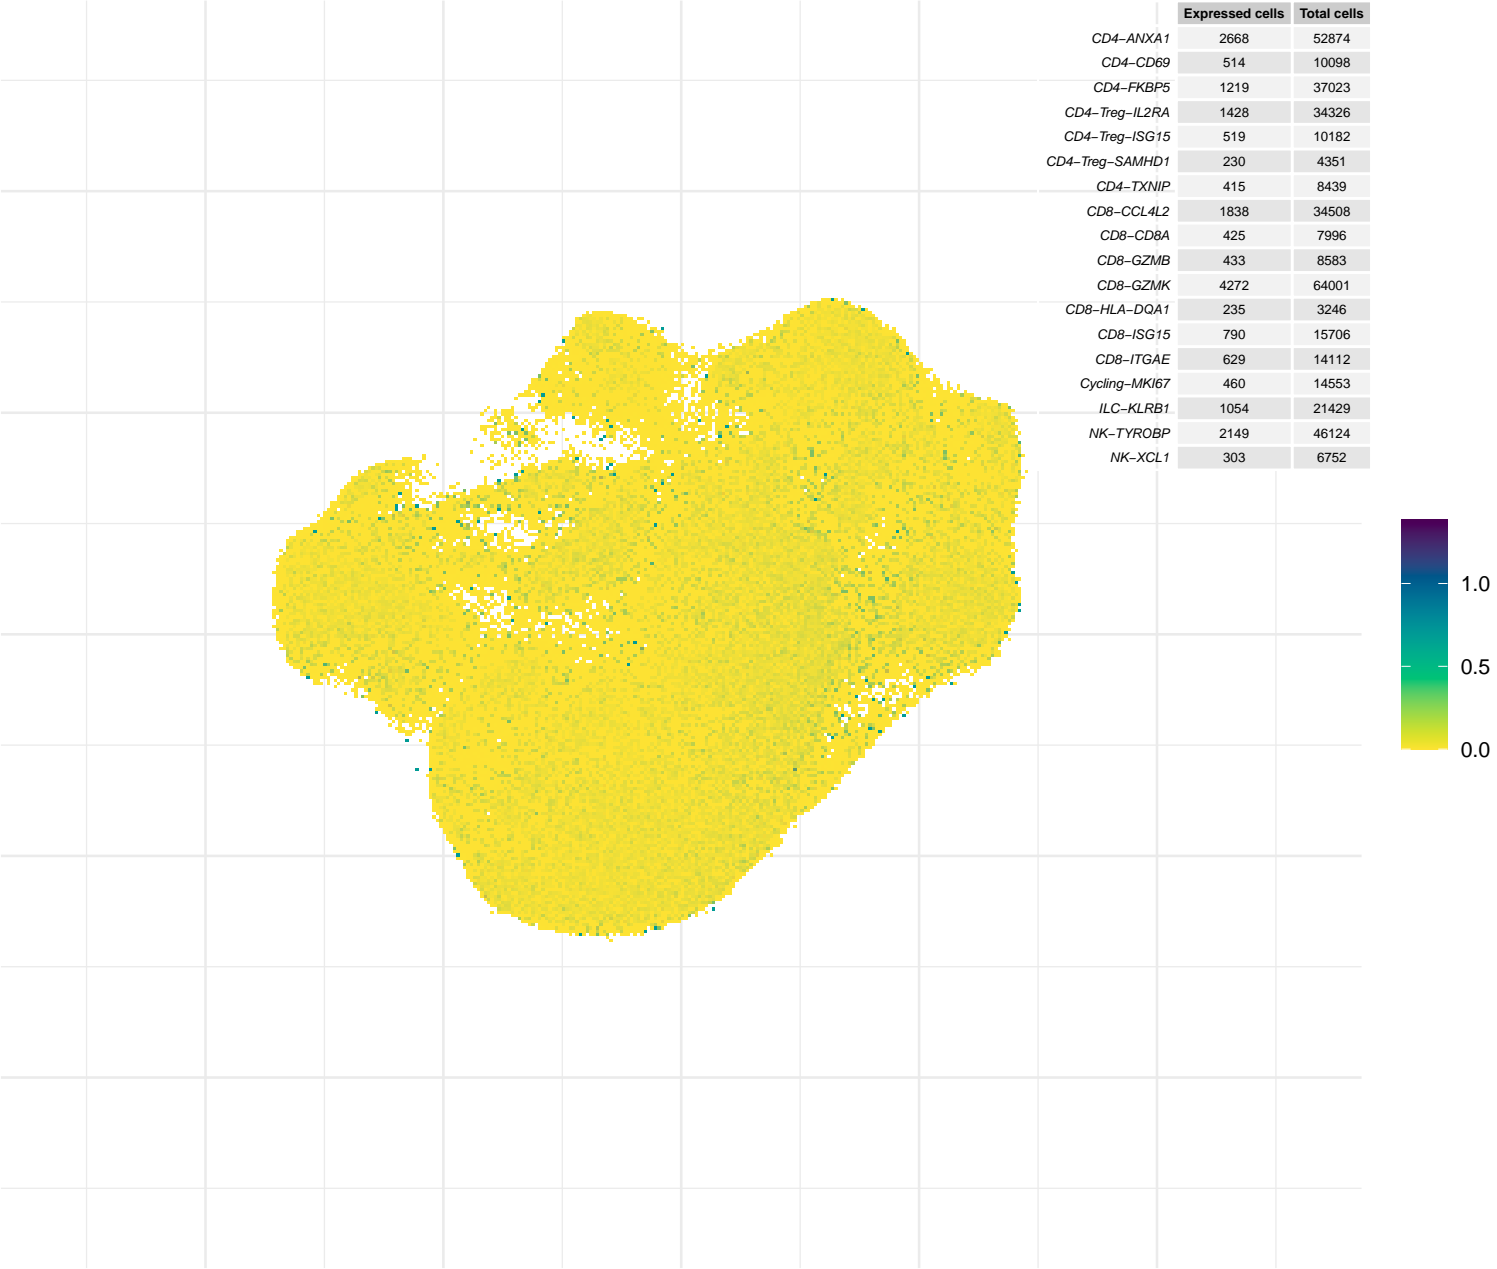 Expressed cells Total cells
CD4−ANXA1 2668 52874
CD4−CD69 514 10098
CD4−FKBP5 1219 37023
CD4−Treg−IL2RA 1428 34326
CD4−Treg−ISG15 519 10182
CD4−Treg−SAMHD1 230 4351
CD4−TXNIP 415 8439
CD8−CCL4L2 1838 34508
CD8−CD8A 425 7996
CD8−GZMB 433 8583
CD8−GZMK 4272 64001
CD8−HLA−DQA1 235 3246
CD8−ISG15 790 15706
CD8−ITGAE 629 14112
Cycling−MKI67 460 14553
ILC−KLRB1 1054 21429
NK−TYROBP 2149 46124
NK−XCL1 303 6752
1.0
0.5
0.0